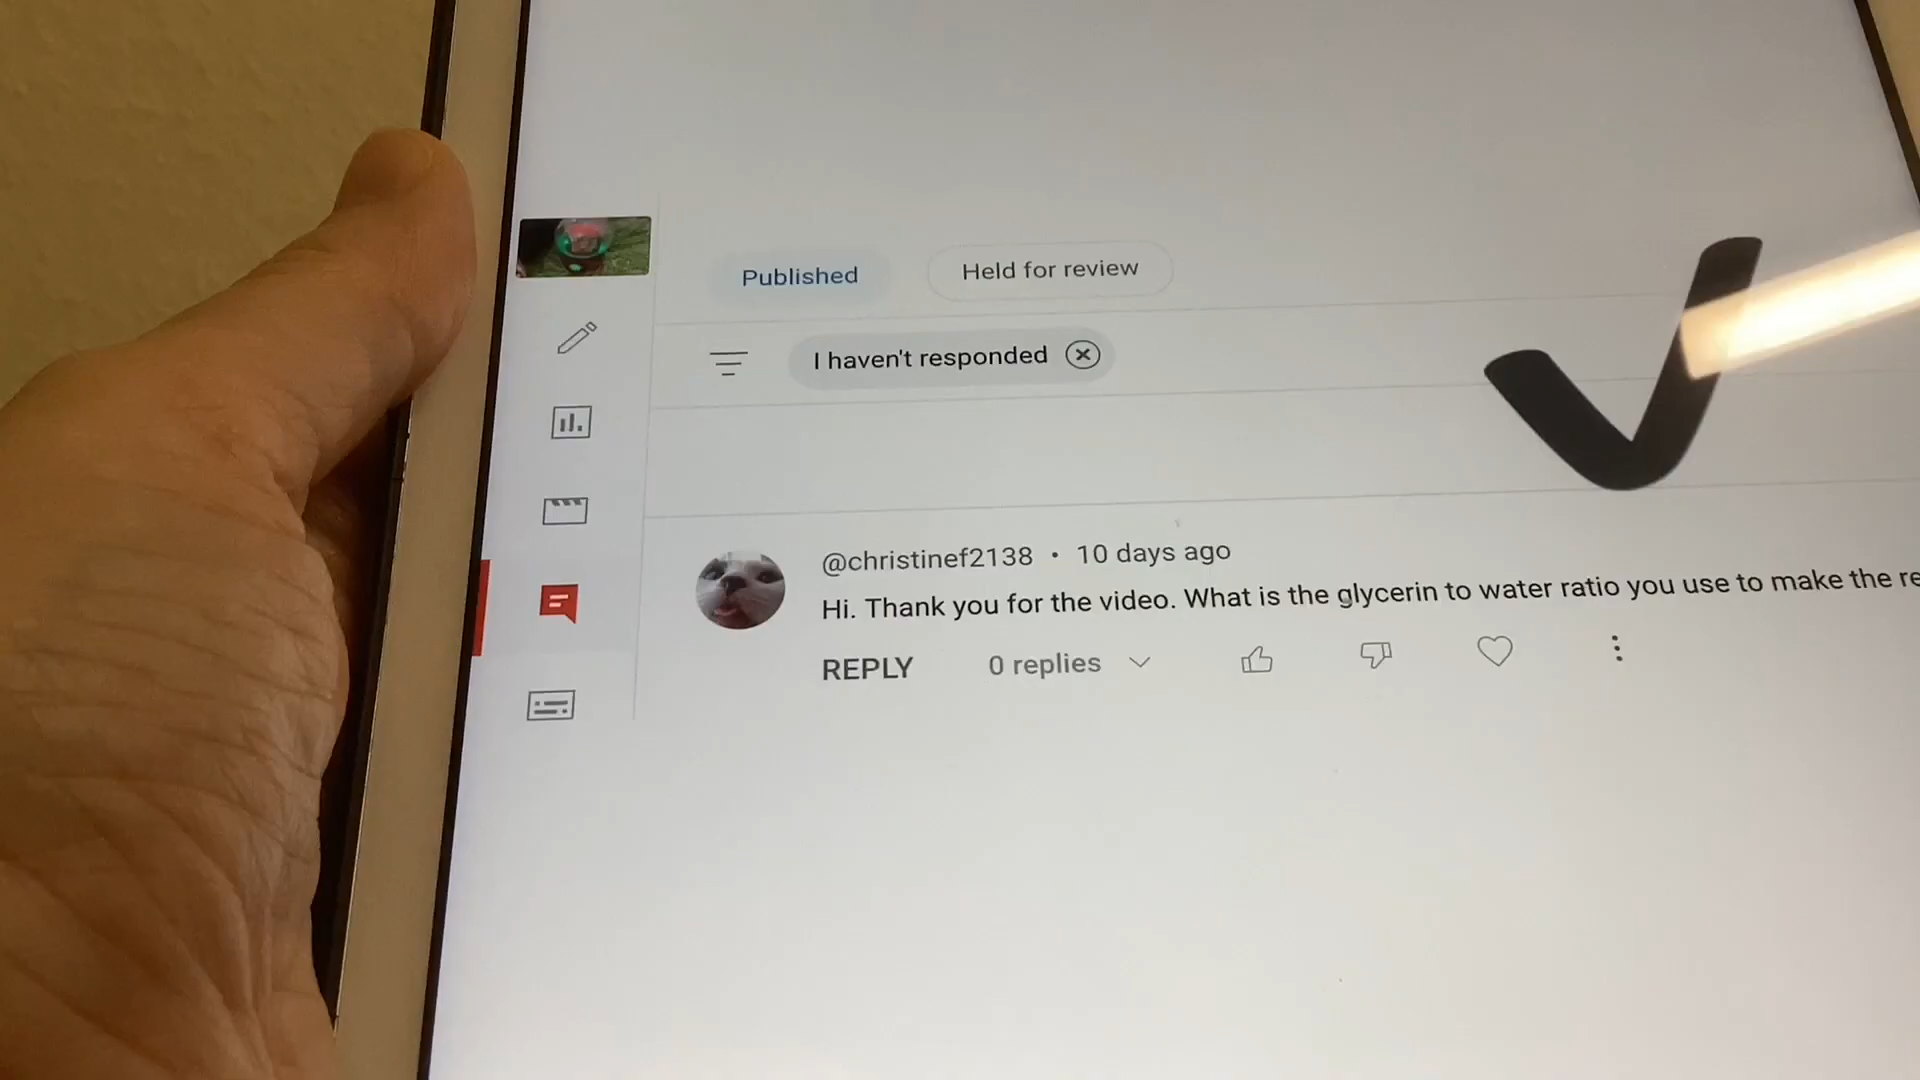 Published
Held for review
I haven't responded
@christinef2138 • 10 days ago
Hi. Thank you for the video. What is the glycerin to water ratio you use to make the
REPLY
0 replies